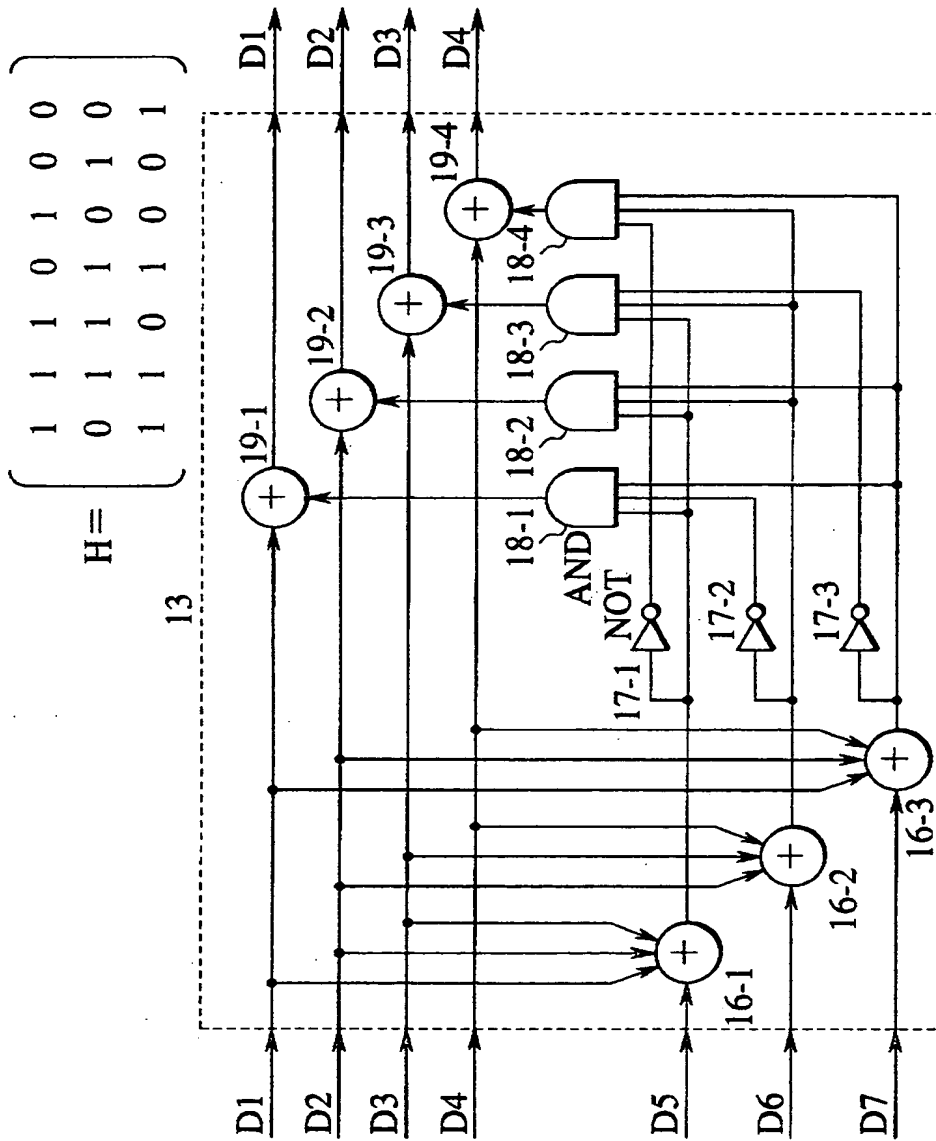 H=
1 1 1 0 1 0 0
0 1 1 1 0 1 0
1 1 0 1 0 0 1
13
D1
D2
D3
D4
D5
D6
D7
16-1
16-2
16-3
17-1
NOT
17-2
17-3
AND
18-1
18-2
18-3
18-4
19-1
19-2
19-3
19-4
D1
D2
D3
D4